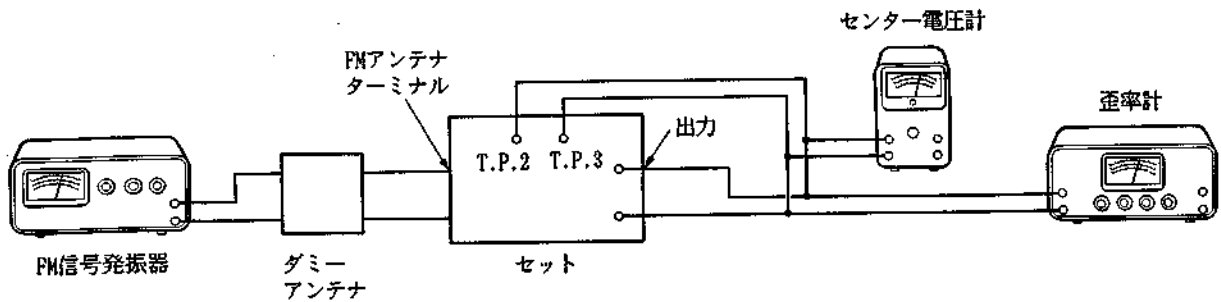 センター電圧計
FMアンテナ
ターミナル
歪率計
出力
T.P.2 T.P.3
FM信号発振器
ダミー
アンテナ
セット